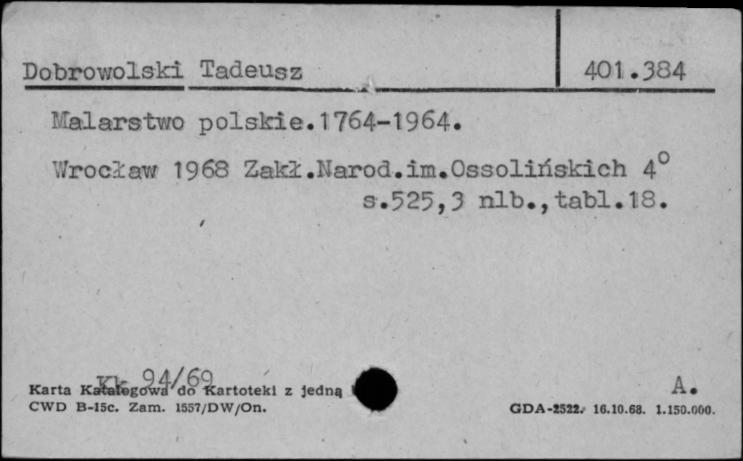 Dobrowolski Tadeusz 401.384
Malarstwo polskie.1764-1964.
Wrocław 1968 Zakł.Narod.im.Ossolińskich 4°
s.525,3 nlb.,tabl.18.
Kk 94/69 A.
Karta Katalogowa do Kartoteki z jedną
CWD B-15c. Zam. 1557/DW/On. GDA-2522. 16.10.68. 1.150.000.